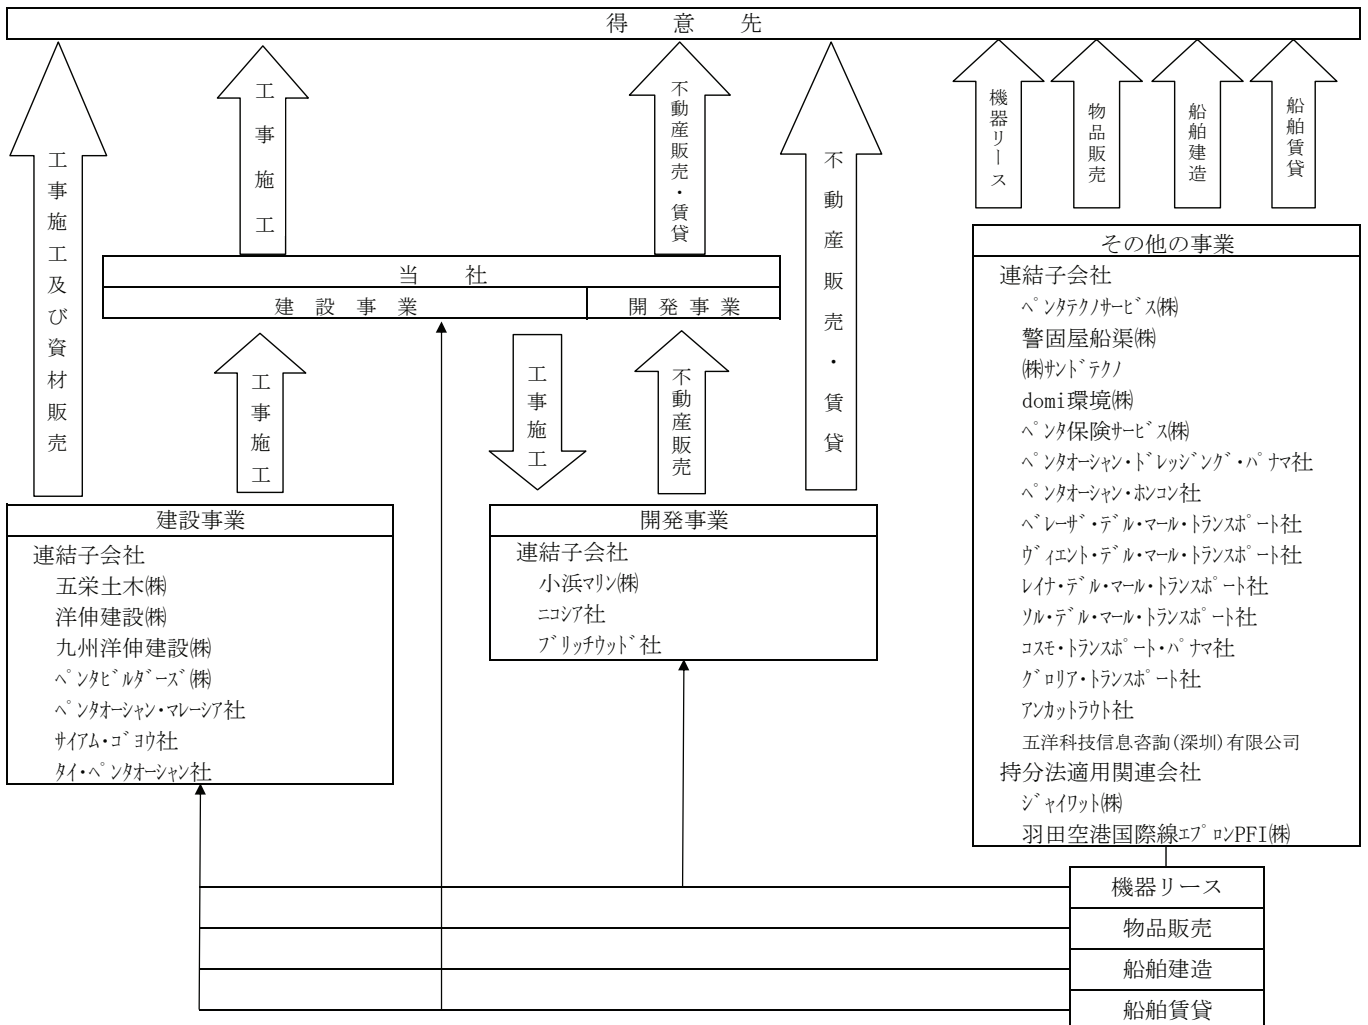 得意先
工事施工及び資材販売
工事施工
不動産販売・賃貸
不動産販売・賃貸
機器リース
物品販売
船舶建造
船舶賃貸
当社
建設事業
開発事業
工事施工
工事施工
不動産販売
建設事業
連結子会社
五栄土木㈱
洋伸建設㈱
九州洋伸建設㈱
ﾍﾟﾝﾀﾋﾞﾙﾀﾞｰｽﾞ㈱
ﾍﾟﾝﾀｵｰｼｬﾝ･ﾏﾚｰｼｱ社
ｻｲｱﾑ･ｺﾞﾖｳ社
ﾀｲ･ﾍﾟﾝﾀｵｰｼｬﾝ社
開発事業
連結子会社
小浜ﾏﾘﾝ㈱
ﾆｺｼｱ社
ﾌﾞﾘｯﾁｳｯﾄﾞ社
その他の事業
連結子会社
ﾍﾟﾝﾀﾃｸﾉｻｰﾋﾞｽ㈱
警固屋船渠㈱
㈱ｻﾝﾄﾞﾃｸﾉ
domi環境㈱
ﾍﾟﾝﾀ保険ｻｰﾋﾞｽ㈱
ﾍﾟﾝﾀｵｰｼｬﾝ･ﾄﾞﾚｯｼﾞﾝｸﾞ･ﾊﾟﾅﾏ社
ﾍﾟﾝﾀｵｰｼｬﾝ･ﾎﾝｺﾝ社
ﾍﾞﾚｰｻﾞ･ﾃﾞﾙ･ﾏｰﾙ･ﾄﾗﾝｽﾎﾟｰﾄ社
ｳﾞｨｴﾝﾄ･ﾃﾞﾙ･ﾏｰﾙ･ﾄﾗﾝｽﾎﾟｰﾄ社
ﾚｲﾅ･ﾃﾞﾙ･ﾏｰﾙ･ﾄﾗﾝｽﾎﾟｰﾄ社
ｿﾙ･ﾃﾞﾙ･ﾏｰﾙ･ﾄﾗﾝｽﾎﾟｰﾄ社
ｺｽﾓ･ﾄﾗﾝｽﾎﾟｰﾄ･ﾊﾟﾅﾏ社
ｸﾞﾛﾘｱ･ﾄﾗﾝｽﾎﾟｰﾄ社
ｱﾝｶｯﾄﾗｳﾄ社
五洋科技信息咨詢(深圳)有限公司
持分法適用関連会社
ｼﾞｬｲﾜｯﾄ㈱
羽田空港国際線ｴﾌﾟﾛﾝPFI㈱
機器リース
物品販売
船舶建造
船舶賃貸